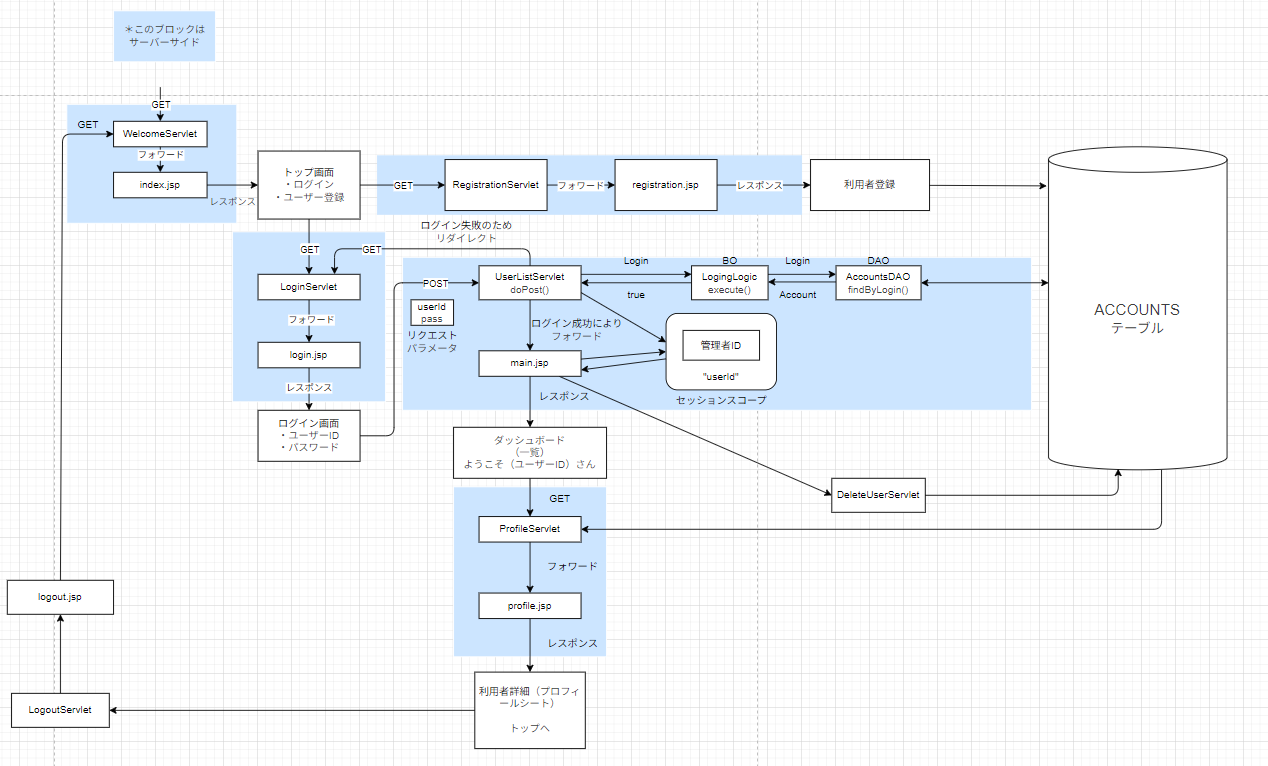 ＊このブロックは
サーバーサイド
GET
GET
WelcomeServlet
フォワード
index.jsp
レスポンス
トップ画面
・ログイン
・ユーザー登録
GET
RegistrationServlet
フォワード
registration.jsp
レスポンス
利用者登録
ログイン失敗のため
リダイレクト
GET
GET
LoginServlet
フォワード
login.jsp
レスポンス
ログイン画面
・ユーザーID
・パスワード
POST
userId
pass
リクエスト
パラメータ
UserListServlet
doPost()
Login
true
BO
LogingLogic
execute()
Login
Account
DAO
AccountsDAO
findByLogin()
ACCOUNTS
テーブル
ログイン成功により
フォワード
main.jsp
管理者ID
"userId"
セッションスコープ
レスポンス
ダッシュボード
（一覧）
ようこそ（ユーザーID）さん
DeleteUserServlet
GET
ProfileServlet
フォワード
profile.jsp
レスポンス
利用者詳細（プロフィ
ールシート）
トップへ
logout.jsp
LogoutServlet